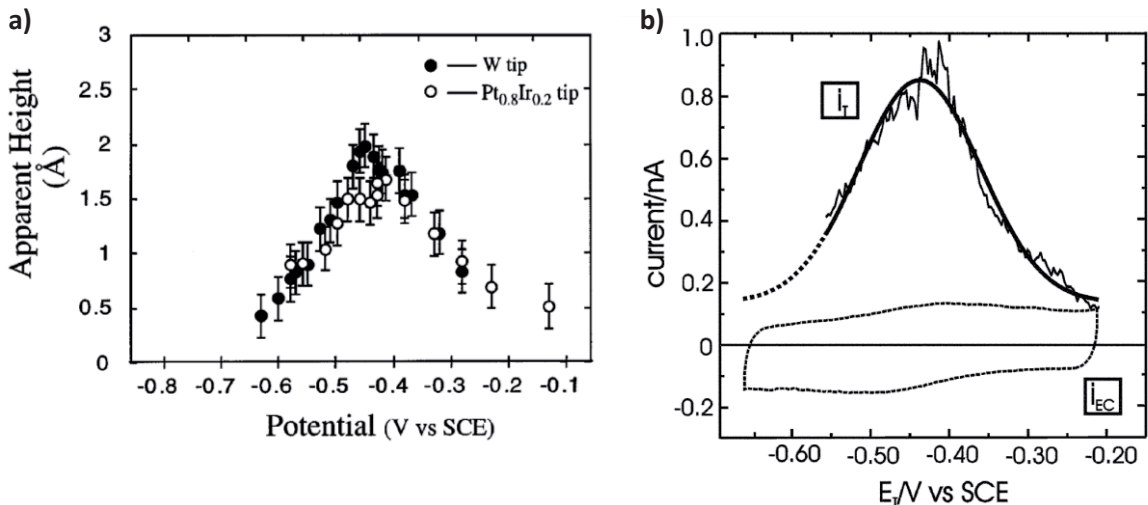 a)
Apparent Height
(Å)
3
2.5
2
1.5
1
0.5
0
W tip
Pt0.8Ir0.2 tip
-0.8 -0.7 -0.6 -0.5 -0.4 -0.3 -0.2 -0.1
Potential (V vs SCE)
b)
current/nA
1.0
0.8
0.6
0.4
0.2
0
-0.2
iT
iEC
-0.60 -0.50 -0.40 -0.30 -0.20
ET/V vs SCE